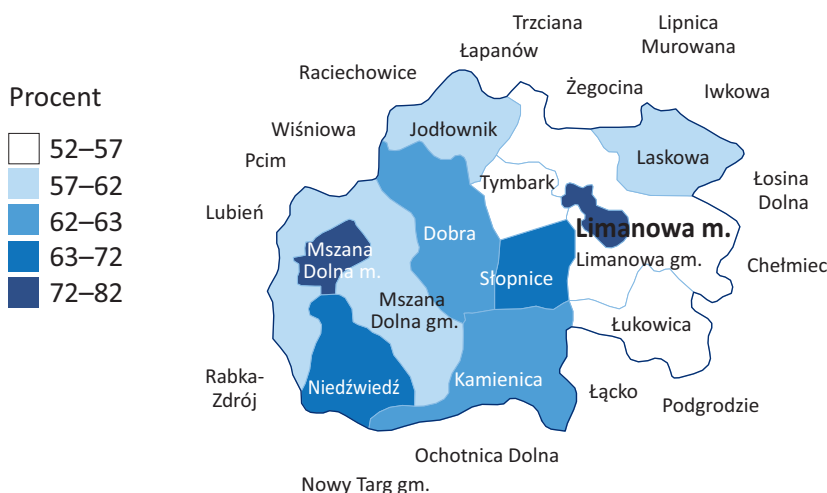 Procent
52–57
57–62
62–63
63–72
72–82
Trzciana
Lipnica
Murowana
Łapanów
Raciechowice
Żegocina
Iwkowa
Wiśniowa
Jodłownik
Pcim
Laskowa
Tymbark
Łosina
Dolna
Lubień
Dobra
Limanowa m.
Mszana
Dolna m.
Limanowa gm.
Chełmiec
Słopnice
Mszana
Dolna gm.
Łukowica
Rabka-
Zdrój
Niedźwiedź
Kamienica
Łącko
Podgrodzie
Ochotnica Dolna
Nowy Targ gm.